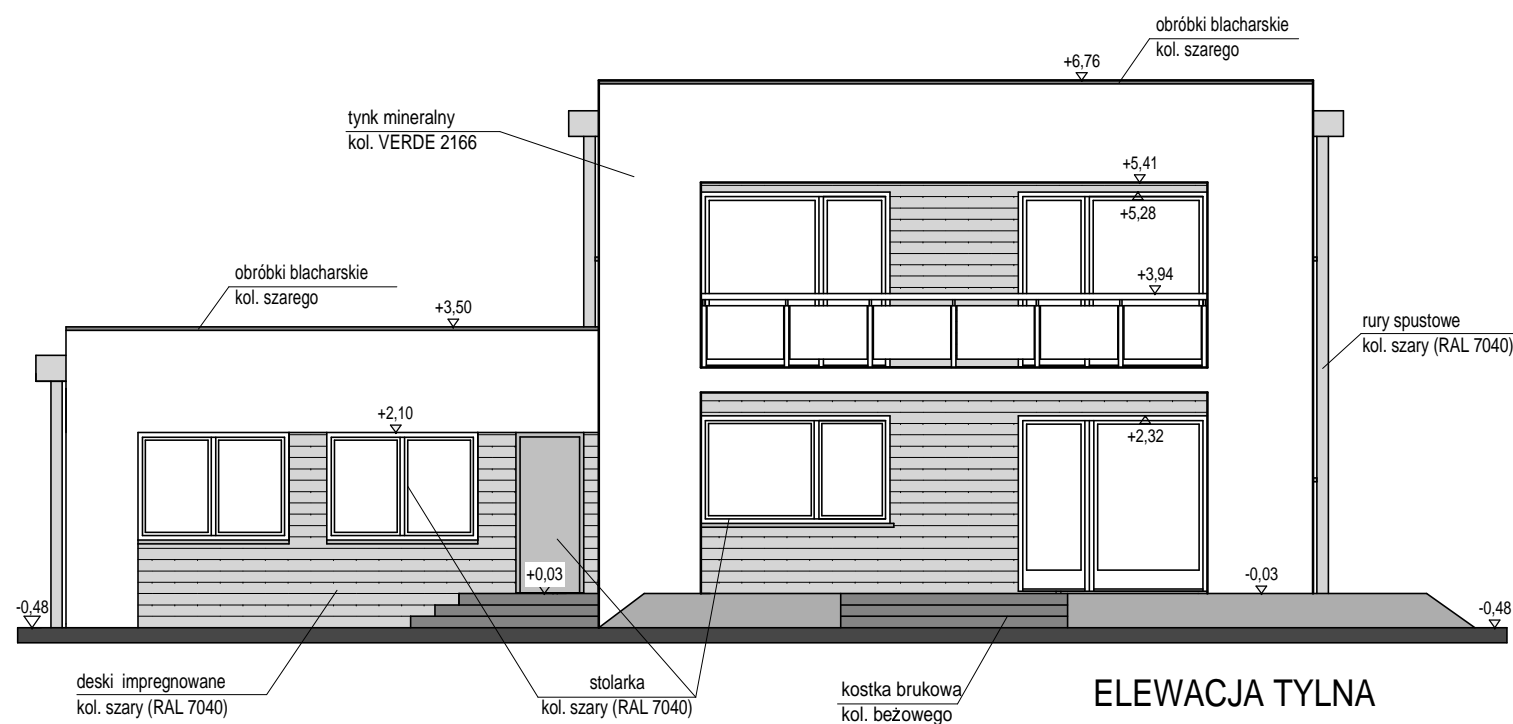 obróbki blacharskie
kol. szarego
+6,76
tynk mineralny
kol. VERDE 2166
+5,41
+5,28
+3,94
obróbki blacharskie
kol. szarego
+3,50
rury spustowe
kol. szary (RAL 7040)
+2,10
+2,32
+0,03
-0,03
-0,48
-0,48
deski impregnowane
kol. szary (RAL 7040)
stolarka
kol. szary (RAL 7040)
kostka brukowa
kol. beżowego
ELEWACJA TYLNA